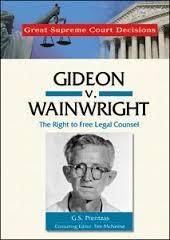 Great Supreme Court Decisions
GIDEON
v.
WAINWRIGHT
The Right to Free Legal Counsel
G.S. Prentzas
Consulting Editor: Tim McNeese